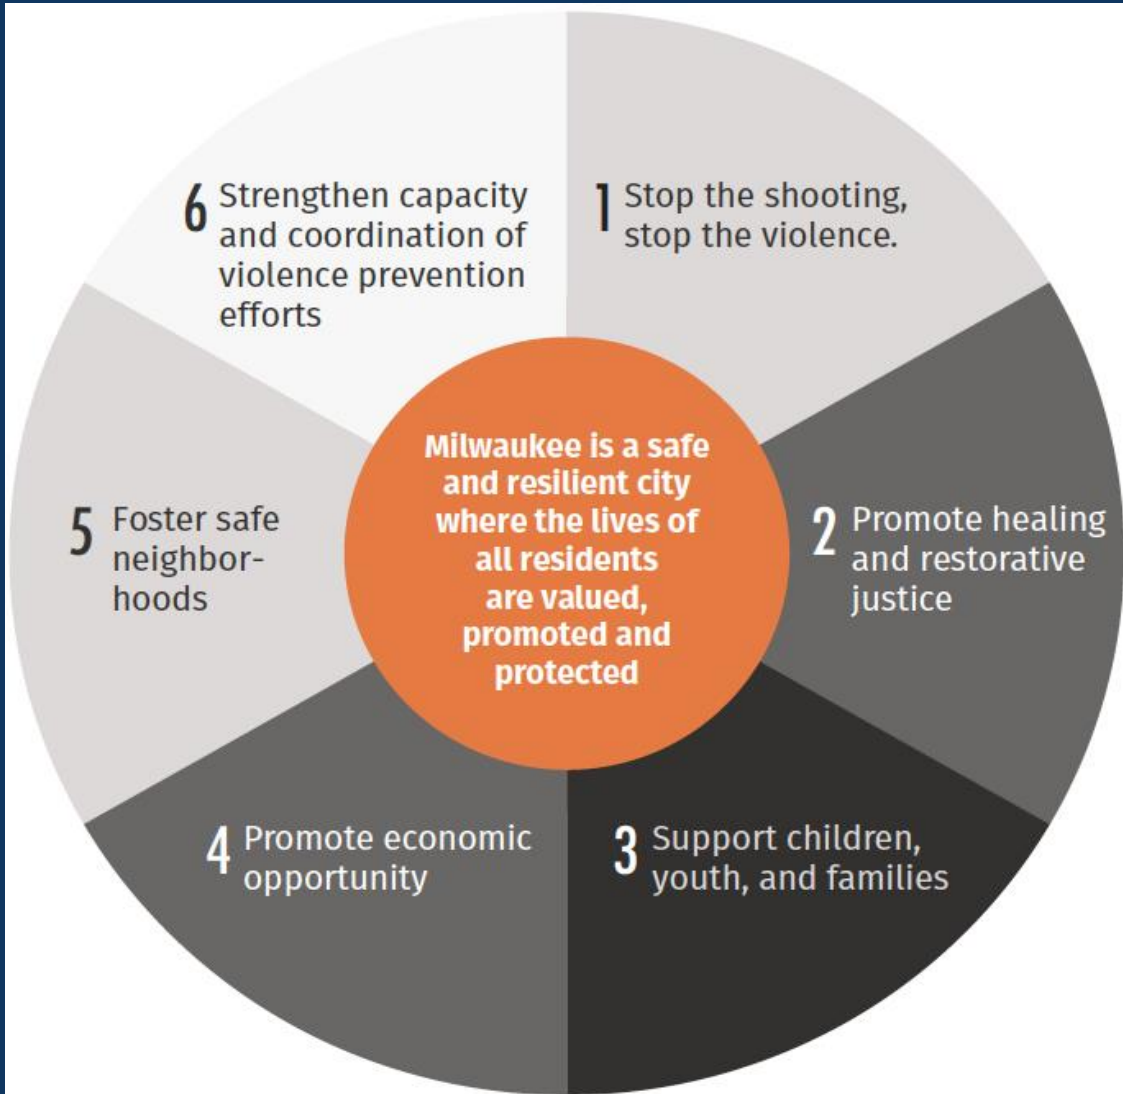 1 Stop the shooting,
stop the violence.
2 Promote healing
and restorative
justice
3 Support children,
youth, and families
4 Promote economic
opportunity
5 Foster safe
neighbor-
hoods
6 Strengthen capacity
and coordination of
violence prevention
efforts
Milwaukee is a safe
and resilient city
where the lives of
all residents
are valued,
promoted and
protected